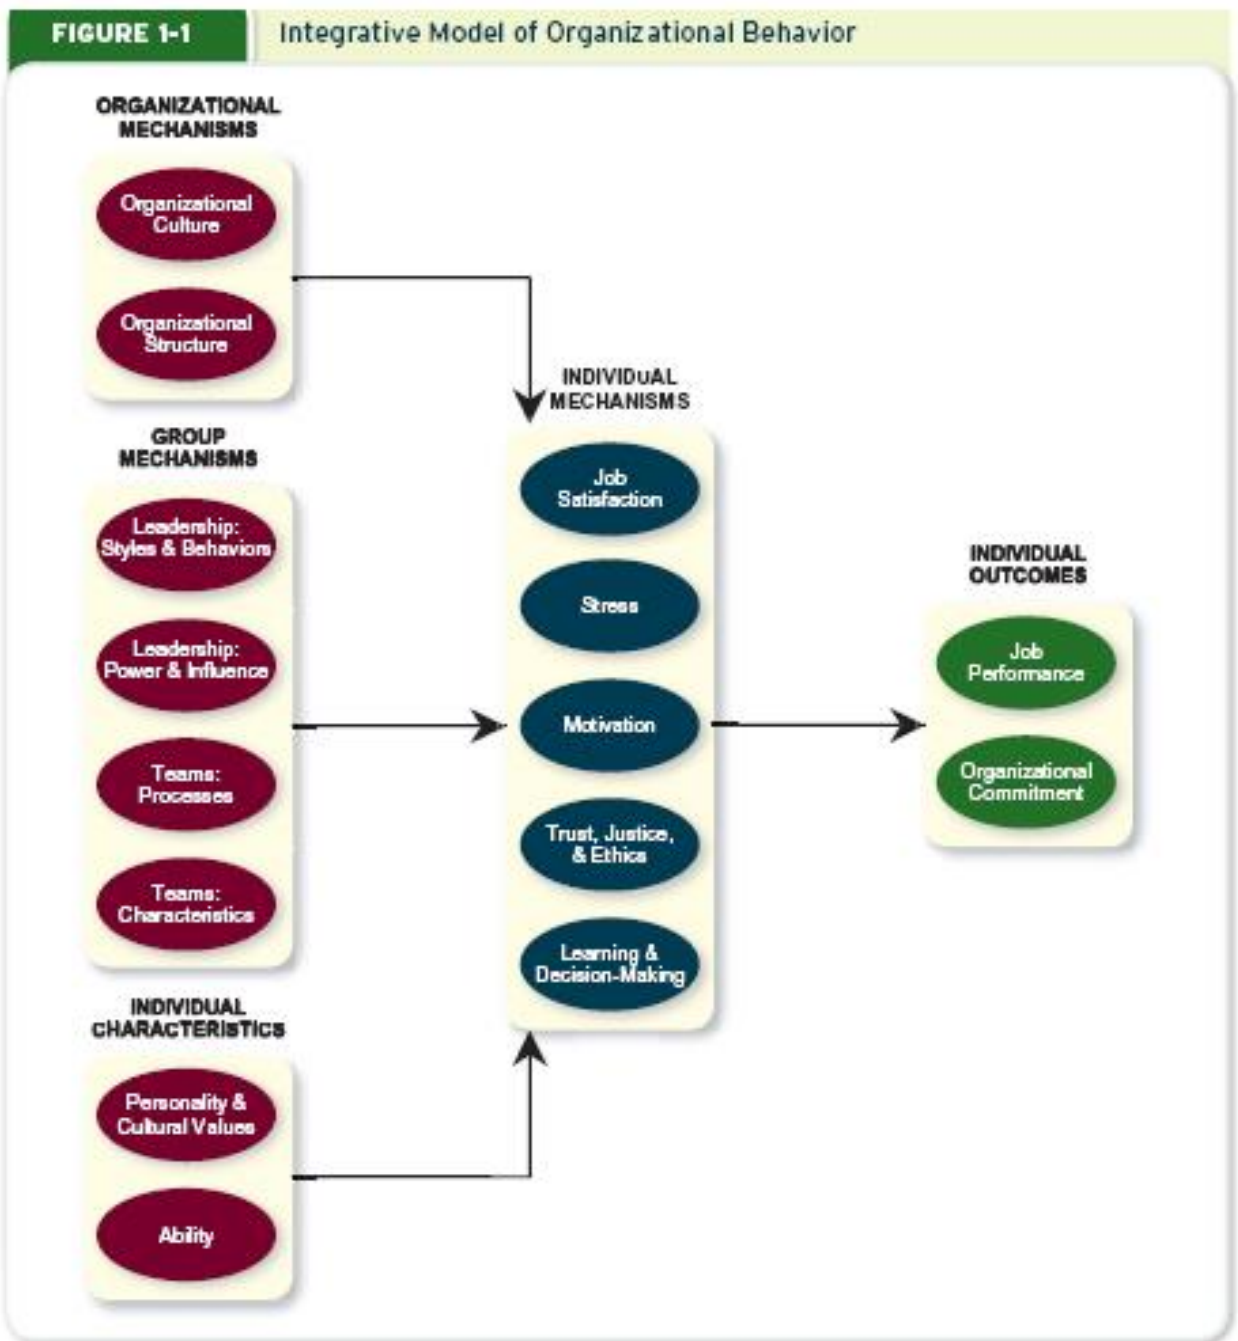 FIGURE 1-1
Integrative Model of Organizational Behavior
ORGANIZATIONAL
MECHANISMS
Organizational
Culture
Organizational
Structure
GROUP
MECHANISMS
Leadership:
Styles & Behaviors
Leadership:
Power & Influence
Teams:
Processes
Teams:
Characteristics
INDIVIDUAL
CHARACTERISTICS
Personality &
Cultural Values
Ability
INDIVIDUAL
MECHANISMS
Job
Satisfaction
Stress
Motivation
Trust, Justice,
& Ethics
Learning &
Decision-Making
INDIVIDUAL
OUTCOMES
Job
Performance
Organizational
Commitment